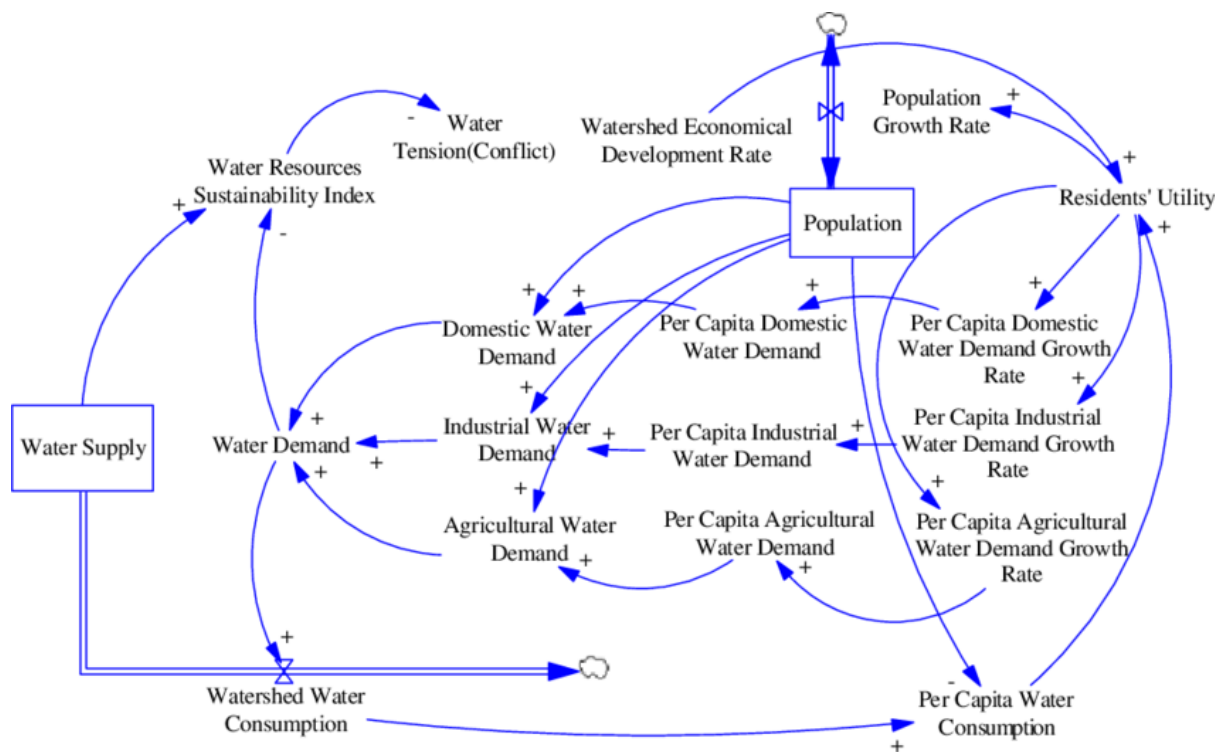 Water
Tension(Conflict)
Watershed Economical
Development Rate
Population
Growth Rate
+
-
Water Resources
Sustainability Index
+
-
Population
Residents' Utility
+
+
Domestic Water
Demand
+
+
Per Capita Domestic
Water Demand
+
Per Capita Domestic
Water Demand Growth
Rate
+
Water Supply
Water Demand
+
+
+
Industrial Water
Demand
+
+
Per Capita Industrial
Water Demand
+
Per Capita Industrial
Water Demand Growth
Rate
+
Agricultural Water
Demand
+
+
Per Capita Agricultural
Water Demand
+
Per Capita Agricultural
Water Demand Growth
Rate
+
+
Watershed Water
Consumption
-
Per Capita Water
Consumption
+